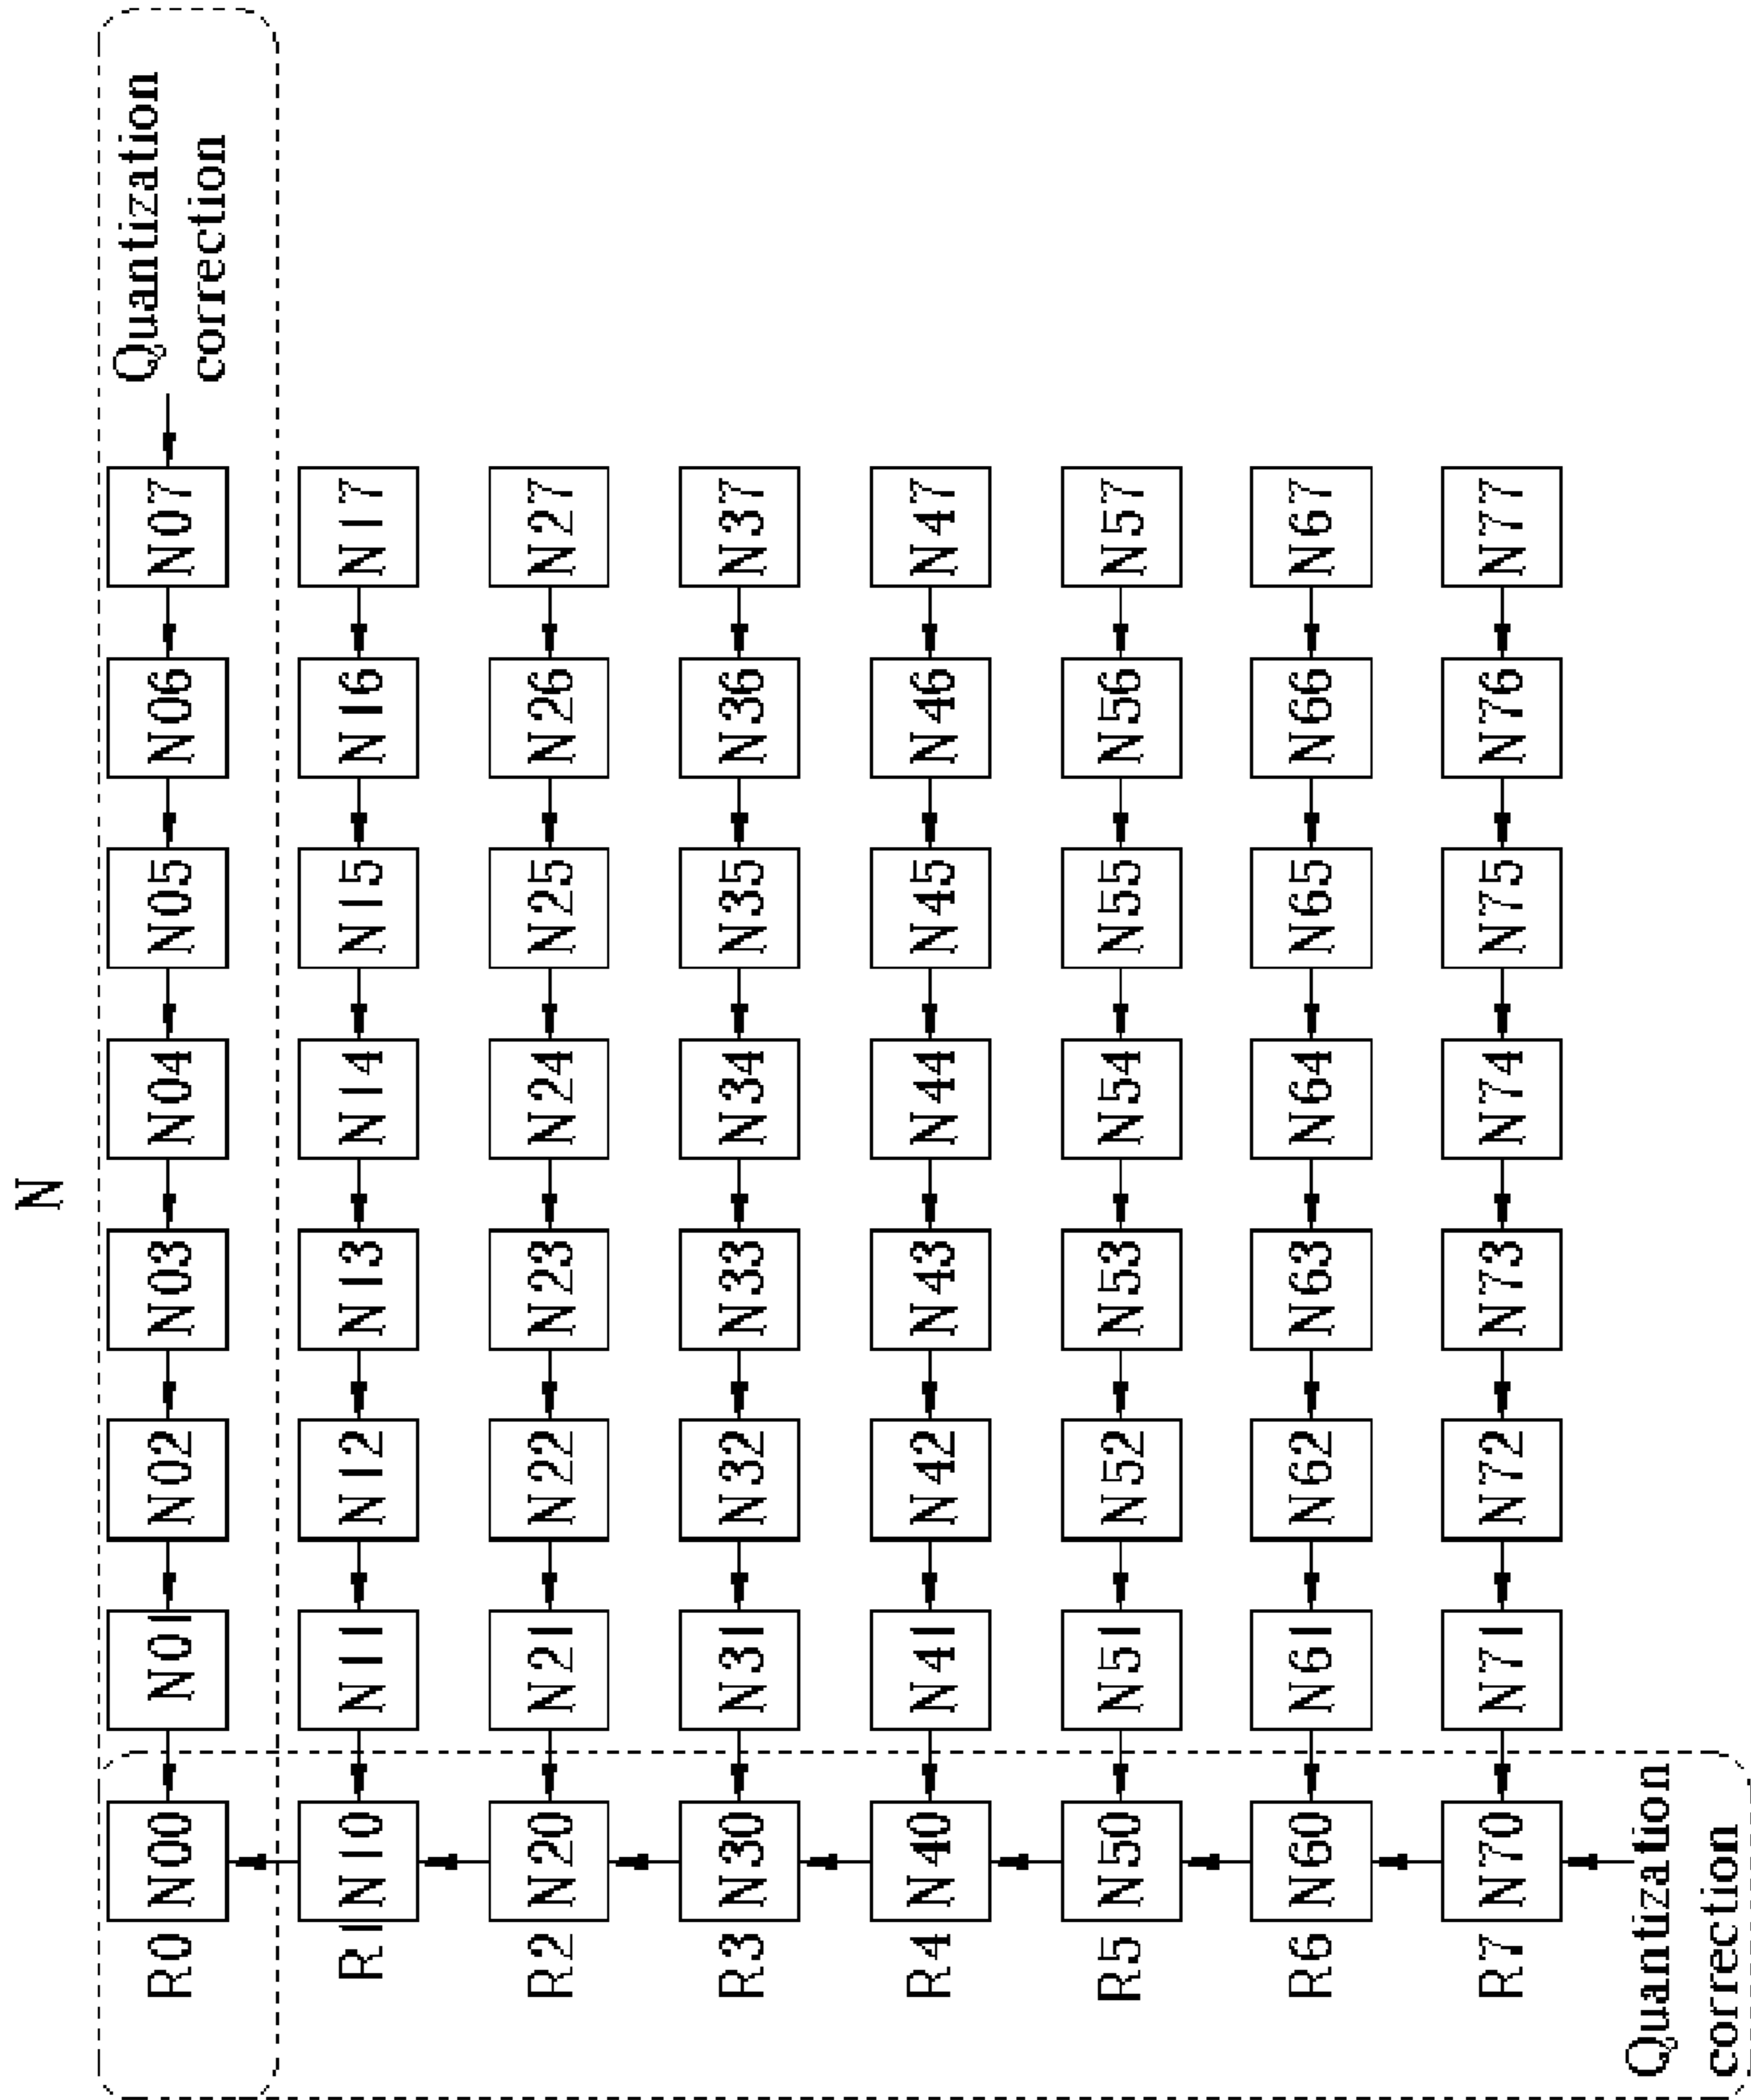 N
R0 N00 N01 N02 N03 N04 N05 N06 N07 Quantization
correction
R1 N10 N11 N12 N13 N14 N15 N16 N17
R2 N20 N21 N22 N23 N24 N25 N26 N27
R3 N30 N31 N32 N33 N34 N35 N36 N37
R4 N40 N41 N42 N43 N44 N45 N46 N47
R5 N50 N51 N52 N53 N54 N55 N56 N57
R6 N60 N61 N62 N63 N64 N65 N66 N67
R7 N70 N71 N72 N73 N74 N75 N76 N77
Quantization
correction